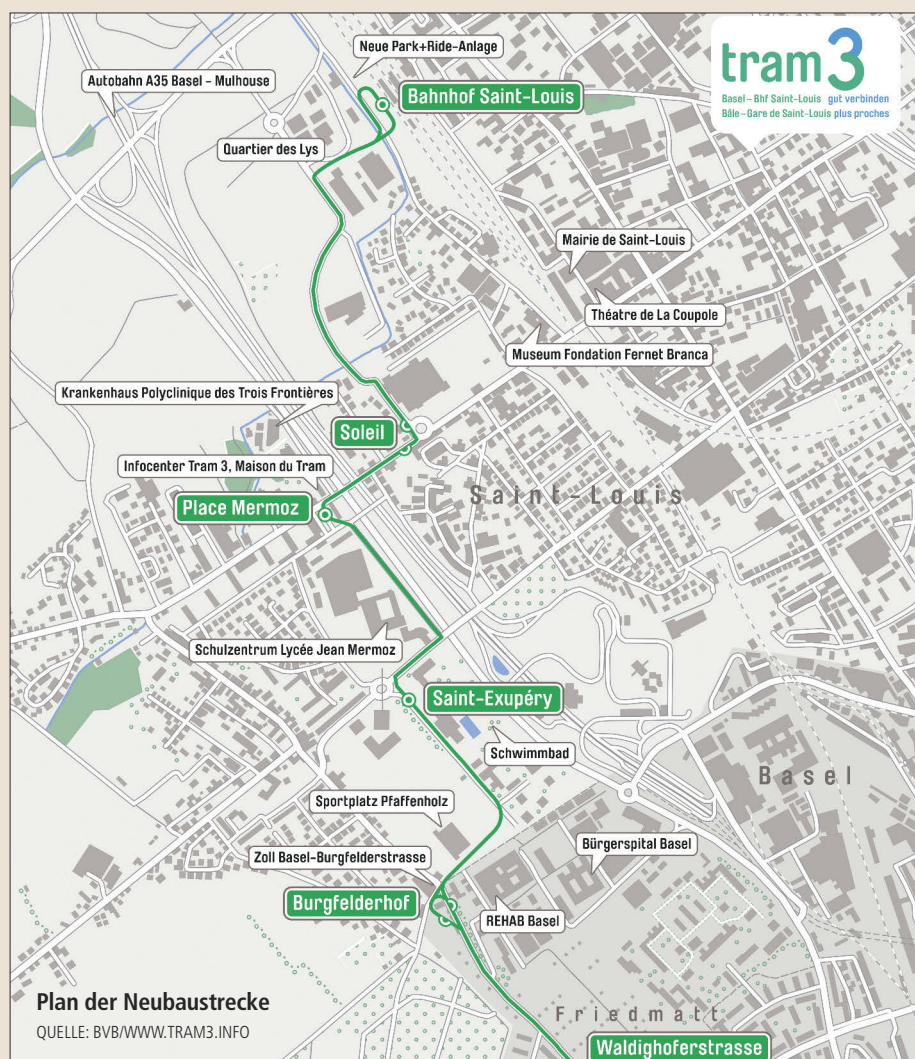 Neue Park+Ride-Anlage
tram3
Basel – Bhf Saint-Louis gut verbinden
Bâle – Gare de Saint-Louis plus proches
Autobahn A35 Basel - Mulhouse
Bahnhof Saint-Louis
Quartier des Lys
Mairie de Saint-Louis
Théatre de La Coupole
Museum Fondation Fernet Branca
Krankenhaus Polyclinique des Trois Frontières
Soleil
Infocenter Tram 3, Maison du Tram
Saint-Louis
Place Mermoz
Schulzentrum Lycée Jean Mermoz
Saint-Exupéry
Schwimmbad
Basel
Sportplatz Pfaffenholz
Bürgerspital Basel
Zoll Basel-Burgfelderstrasse
Burgfelderhof
REHAB Basel
Plan der Neubaustrecke
QUELLE: BVB/WWW.TRAM3.INFO
Friedmatt
Waldighoferstrasse